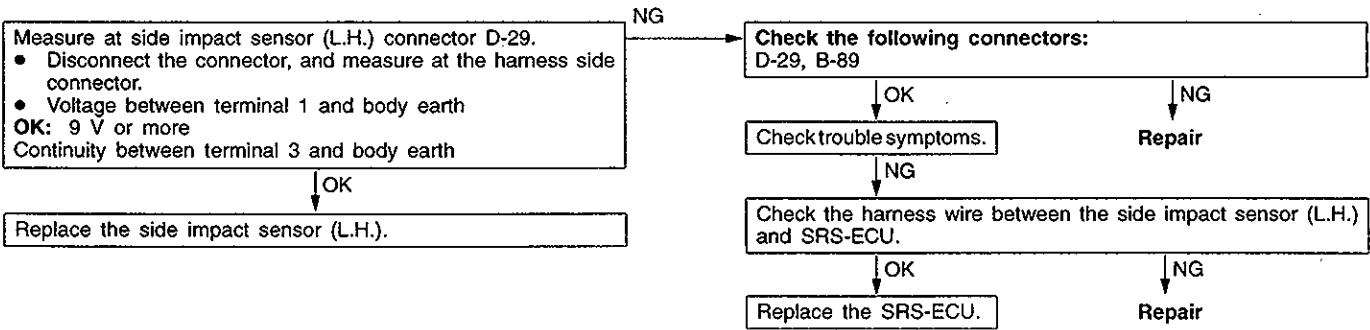 NG
Measure at side impact sensor (L.H.) connector D-29.
● Disconnect the connector, and measure at the harness side
connector.
● Voltage between terminal 1 and body earth
OK: 9 V or more
Continuity between terminal 3 and body earth
OK
Replace the side impact sensor (L.H.).
Check the following connectors:
D-29, B-89
OK
NG
Check trouble symptoms.
Repair
NG
Check the harness wire between the side impact sensor (L.H.)
and SRS-ECU.
OK
NG
Replace the SRS-ECU.
Repair